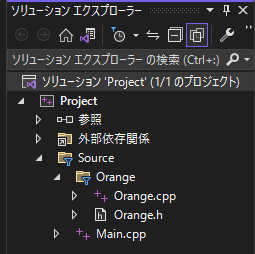 ソリューション エクスプローラー
ソリューション エクスプローラー の検索 (Ctrl+:)
ソリューション 'Project' (1/1 のプロジェクト)
Project
参照
外部依存関係
Source
Orange
Orange.cpp
Orange.h
Main.cpp